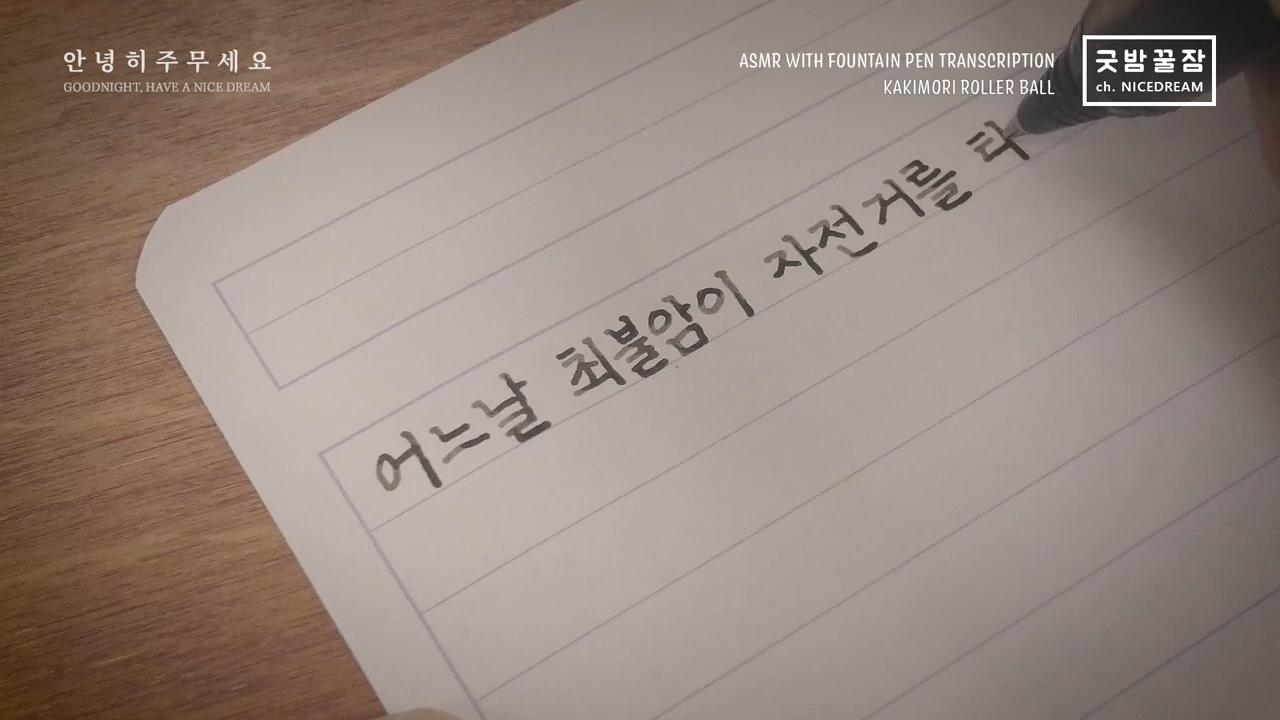 안녕히주무세요
GOODNIGHT, HAVE A NICE DREAM
ASMR WITH FOUNTAIN PEN TRANSCRIPTION
KAKIMORI ROLLER BALL
굿밤꿀잠
ch. NICEDREAM
어느날 최불암이 자전거를 타